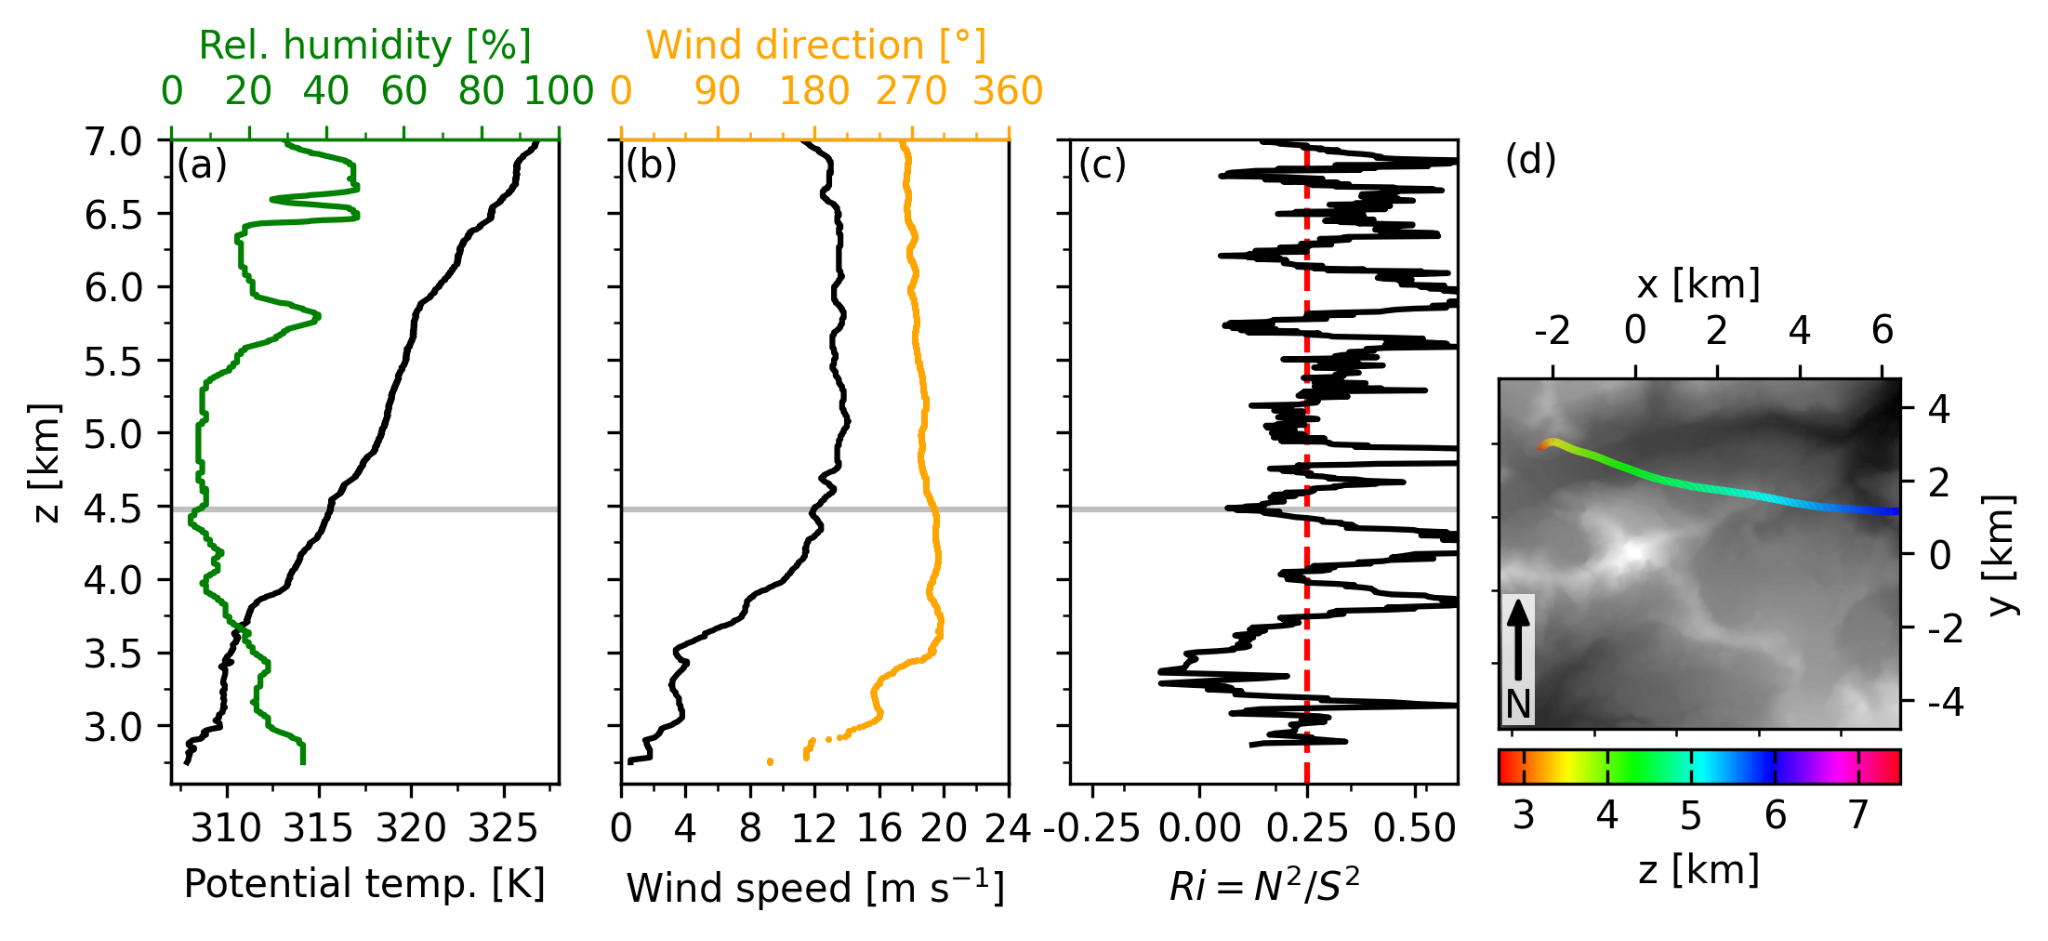 Rel. humidity [%]
0 20 40 60 80 100
Wind direction [°]
0 90 180 270 360
(a)
(b)
(c)
(d)
7.0
6.5
6.0
5.5
5.0
4.5
4.0
3.5
3.0
z [km]
310 315 320 325
Potential temp. [K]
0 4 8 12 16 20 24
Wind speed [m s⁻¹]
-0.25 0.00 0.25 0.50
Ri = N²/S²
x [km]
-2 0 2 4 6
4
2
0
-2
-4
y [km]
N
3 4 5 6 7
z [km]